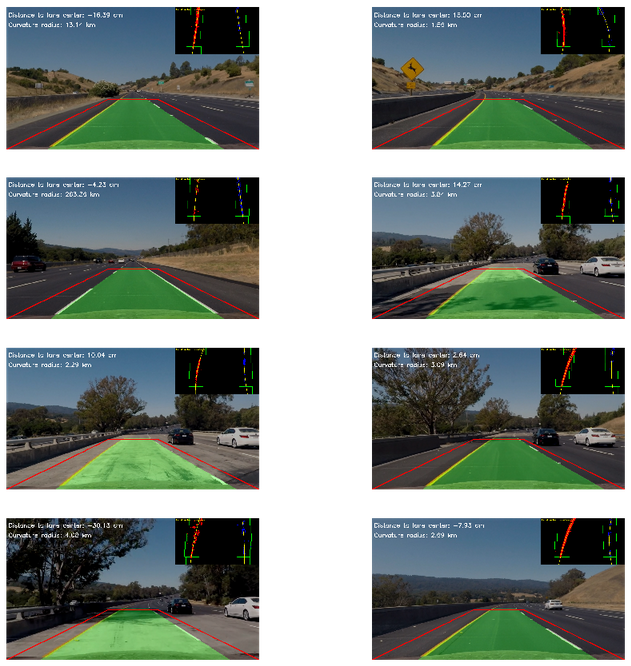 Distance to lane center: -16.39 cm
Curvature radius: 13.14 km
Distance to lane center: 13.50 cm
Curvature radius: 1.56 km
Distance to lane center: -4.23 cm
Curvature radius: 203.26 km
Distance to lane center: 14.27 cm
Curvature radius: 3.84 km
Distance to lane center: 10.04 cm
Curvature radius: 2.29 km
Distance to lane center: 2.64 cm
Curvature radius: 3.09 km
Distance to lane center: -30.13 cm
Curvature radius: 4.00 km
Distance to lane center: -7.93 cm
Curvature radius: 2.69 km